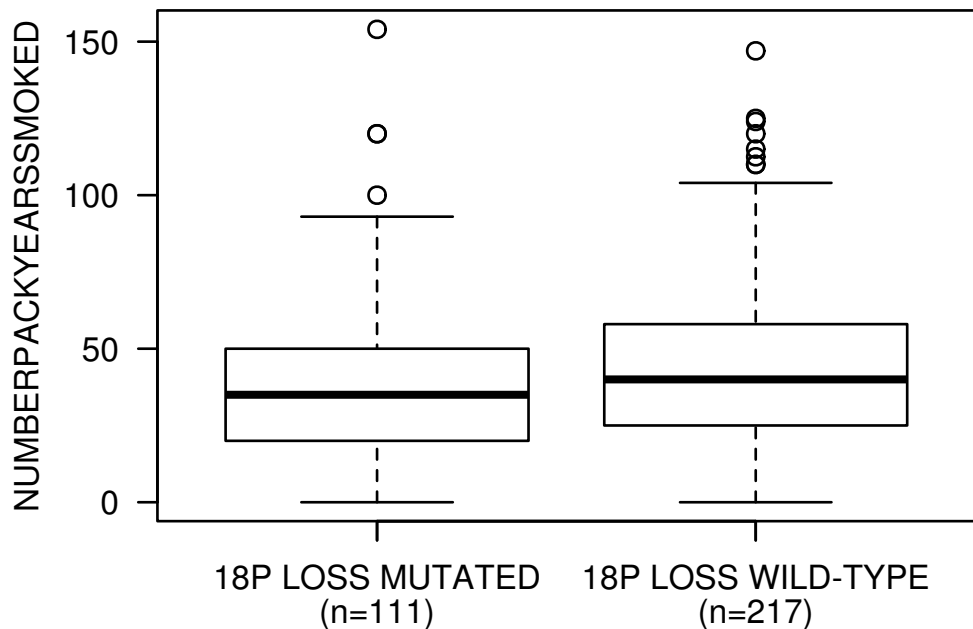 NUMBERPACKYEARSSMOKED
150
100
50
0
18P LOSS MUTATED
(n=111)
18P LOSS WILD-TYPE
(n=217)